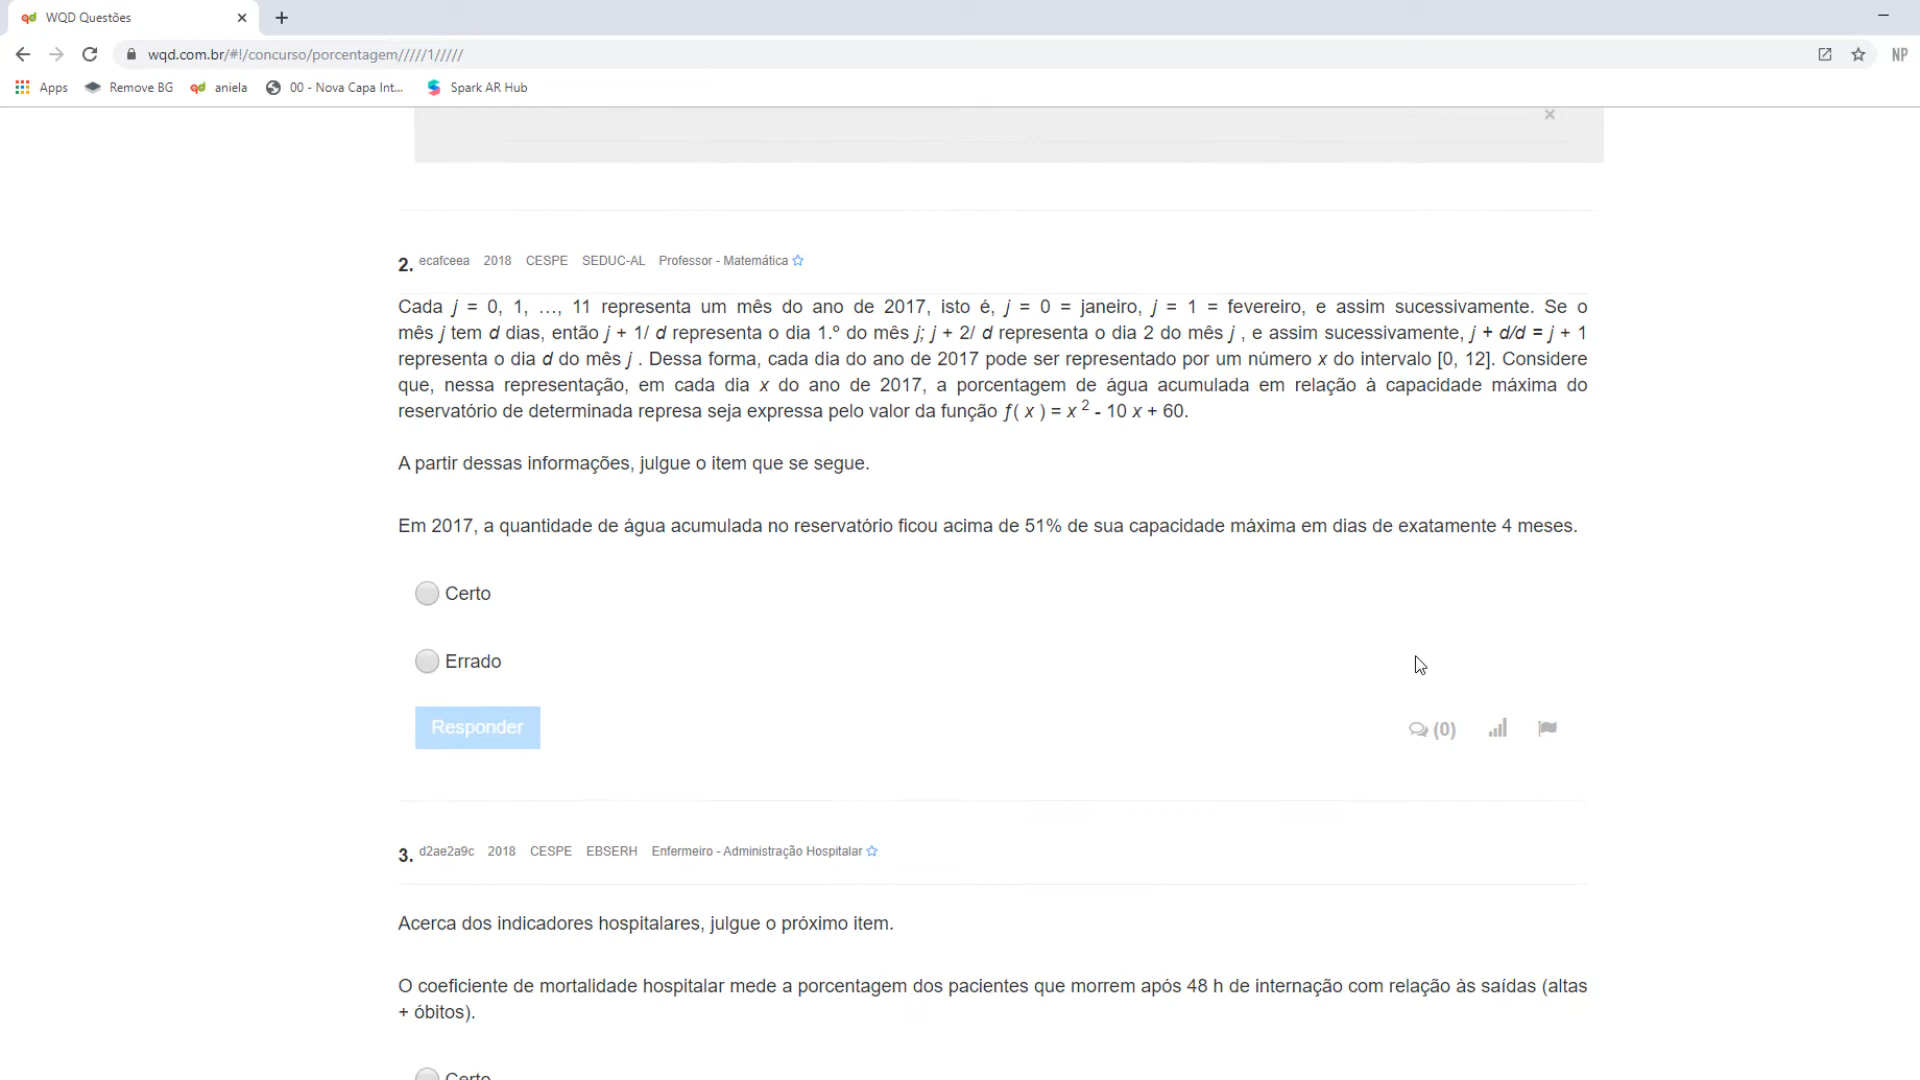 WQD Questões
wqd.com.br/#!/concurso/porcentagem/////1/////
NP
Apps Remove BG aniela 00 - Nova Capa Int... Spark AR Hub
2. ecafceea 2018 CESPE SEDUC-AL Professor - Matemática
Cada j = 0, 1, …, 11 representa um mês do ano de 2017, isto é, j = 0 = janeiro, j = 1 = fevereiro, e assim sucessivamente. Se o
mês j tem d dias, então j + 1/ d representa o dia 1.º do mês j; j + 2/ d representa o dia 2 do mês j , e assim sucessivamente, j + d/d = j + 1
representa o dia d do mês j . Dessa forma, cada dia do ano de 2017 pode ser representado por um número x do intervalo [0, 12]. Considere
que, nessa representação, em cada dia x do ano de 2017, a porcentagem de água acumulada em relação à capacidade máxima do
reservatório de determinada represa seja expressa pelo valor da função ƒ( x ) = x 2 - 10 x + 60.
A partir dessas informações, julgue o item que se segue.
Em 2017, a quantidade de água acumulada no reservatório ficou acima de 51% de sua capacidade máxima em dias de exatamente 4 meses.
Certo
Errado
Responder
(0)
3. d2ae2a9c 2018 CESPE EBSERH Enfermeiro - Administração Hospitalar
Acerca dos indicadores hospitalares, julgue o próximo item.
O coeficiente de mortalidade hospitalar mede a porcentagem dos pacientes que morrem após 48 h de internação com relação às saídas (altas
+ óbitos).
Certo